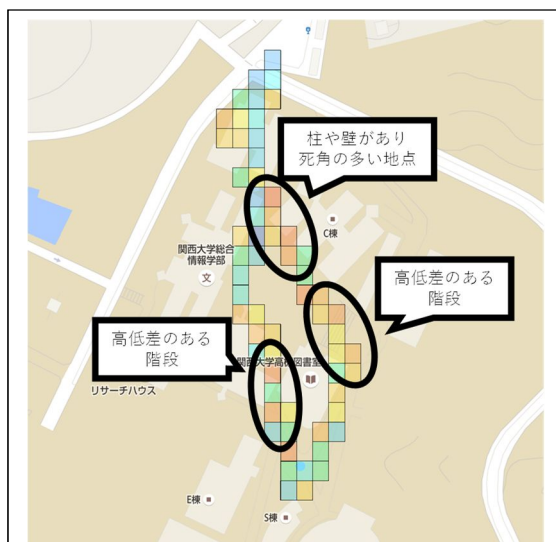 柱や壁があり
死角の多い地点
C棟
関西大学総合
情報学部
文
高低差のある
階段
高低差のある
階段
関西大学高槻図書室
リサーチハウス
E棟
S棟